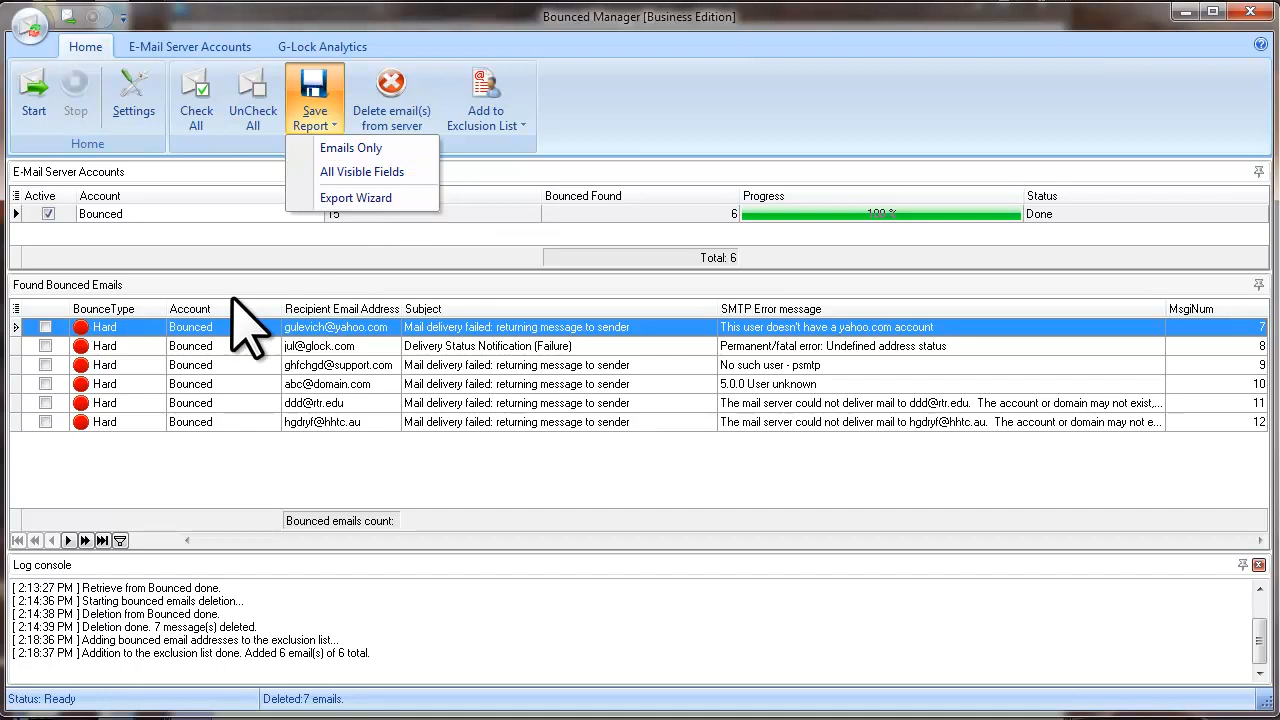 Bounced Manager [Business Edition]
Home
E-Mail Server Accounts
G-Lock Analytics
Start
Stop
Settings
Check All
UnCheck All
Save Report
Delete email(s) from server
Add to Exclusion List
Home
Emails Only
All Visible Fields
Export Wizard
E-Mail Server Accounts
Active Account Bounced Found Progress Status
Bounced 15 6 100 % Done
Total: 6
Found Bounced Emails
BounceType Account Recipient Email Address Subject SMTP Error message MsgiNum
Hard Bounced gulevich@yahoo.com Mail delivery failed: returning message to sender This user doesn't have a yahoo.com account 7
Hard Bounced jul@glock.com Delivery Status Notification (Failure) Permanent/fatal error: Undefined address status 8
Hard Bounced ghfchgd@support.com Mail delivery failed: returning message to sender No such user - psmtp 9
Hard Bounced abc@domain.com Mail delivery failed: returning message to sender 5.0.0 User unknown 10
Hard Bounced ddd@rtr.edu Mail delivery failed: returning message to sender The mail server could not deliver mail to ddd@rtr.edu. The account or domain may not exist,... 11
Hard Bounced hgdryf@hhtc.au Mail delivery failed: returning message to sender The mail server could not deliver mail to hgdryf@hhtc.au. The account or domain may not e... 12
Bounced emails count:
Log console
[ 2:13:27 PM ] Retrieve from Bounced done.
[ 2:14:36 PM ] Starting bounced emails deletion...
[ 2:14:38 PM ] Deletion from Bounced done.
[ 2:14:39 PM ] Deletion done. 7 message(s) deleted.
[ 2:18:36 PM ] Adding bounced email addresses to the exclusion list...
[ 2:18:37 PM ] Addition to the exclusion list done. Added 6 email(s) of 6 total.
Status: Ready
Deleted:7 emails.